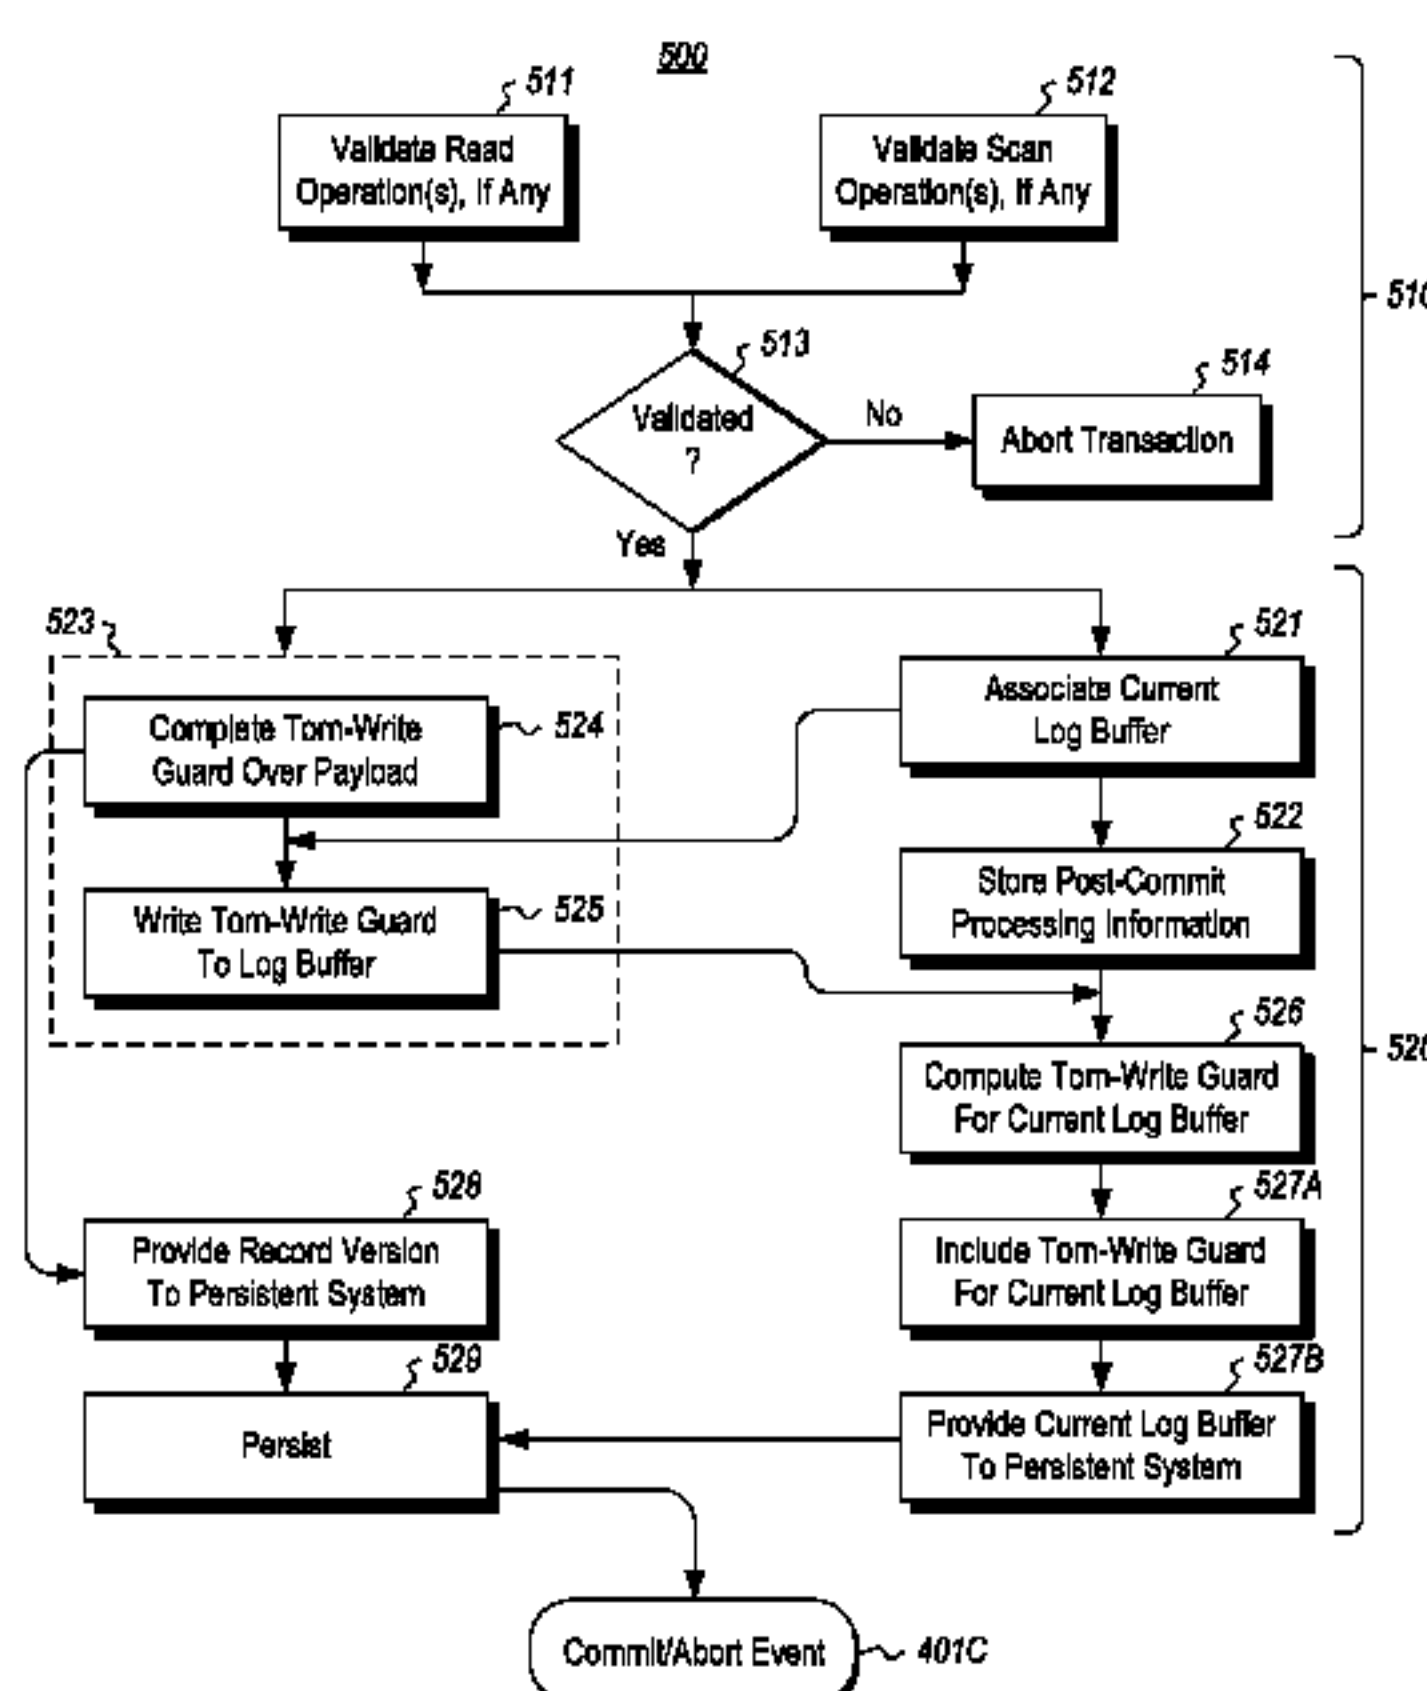 500
511
512
Validate Read
Operation(s), If Any
Validate Scan
Operation(s), If Any
510
513
Validated
?
No
514
Abort Transaction
Yes
523
521
Associate Current
Log Buffer
Complete Torn-Write
Guard Over Payload
524
522
Store Post-Commit
Processing Information
Write Torn-Write Guard
To Log Buffer
525
526
Compute Torn-Write Guard
For Current Log Buffer
520
528
Provide Record Version
To Persistent System
527A
Include Torn-Write Guard
For Current Log Buffer
529
Persist
527B
Provide Current Log Buffer
To Persistent System
Commit/Abort Event
401C